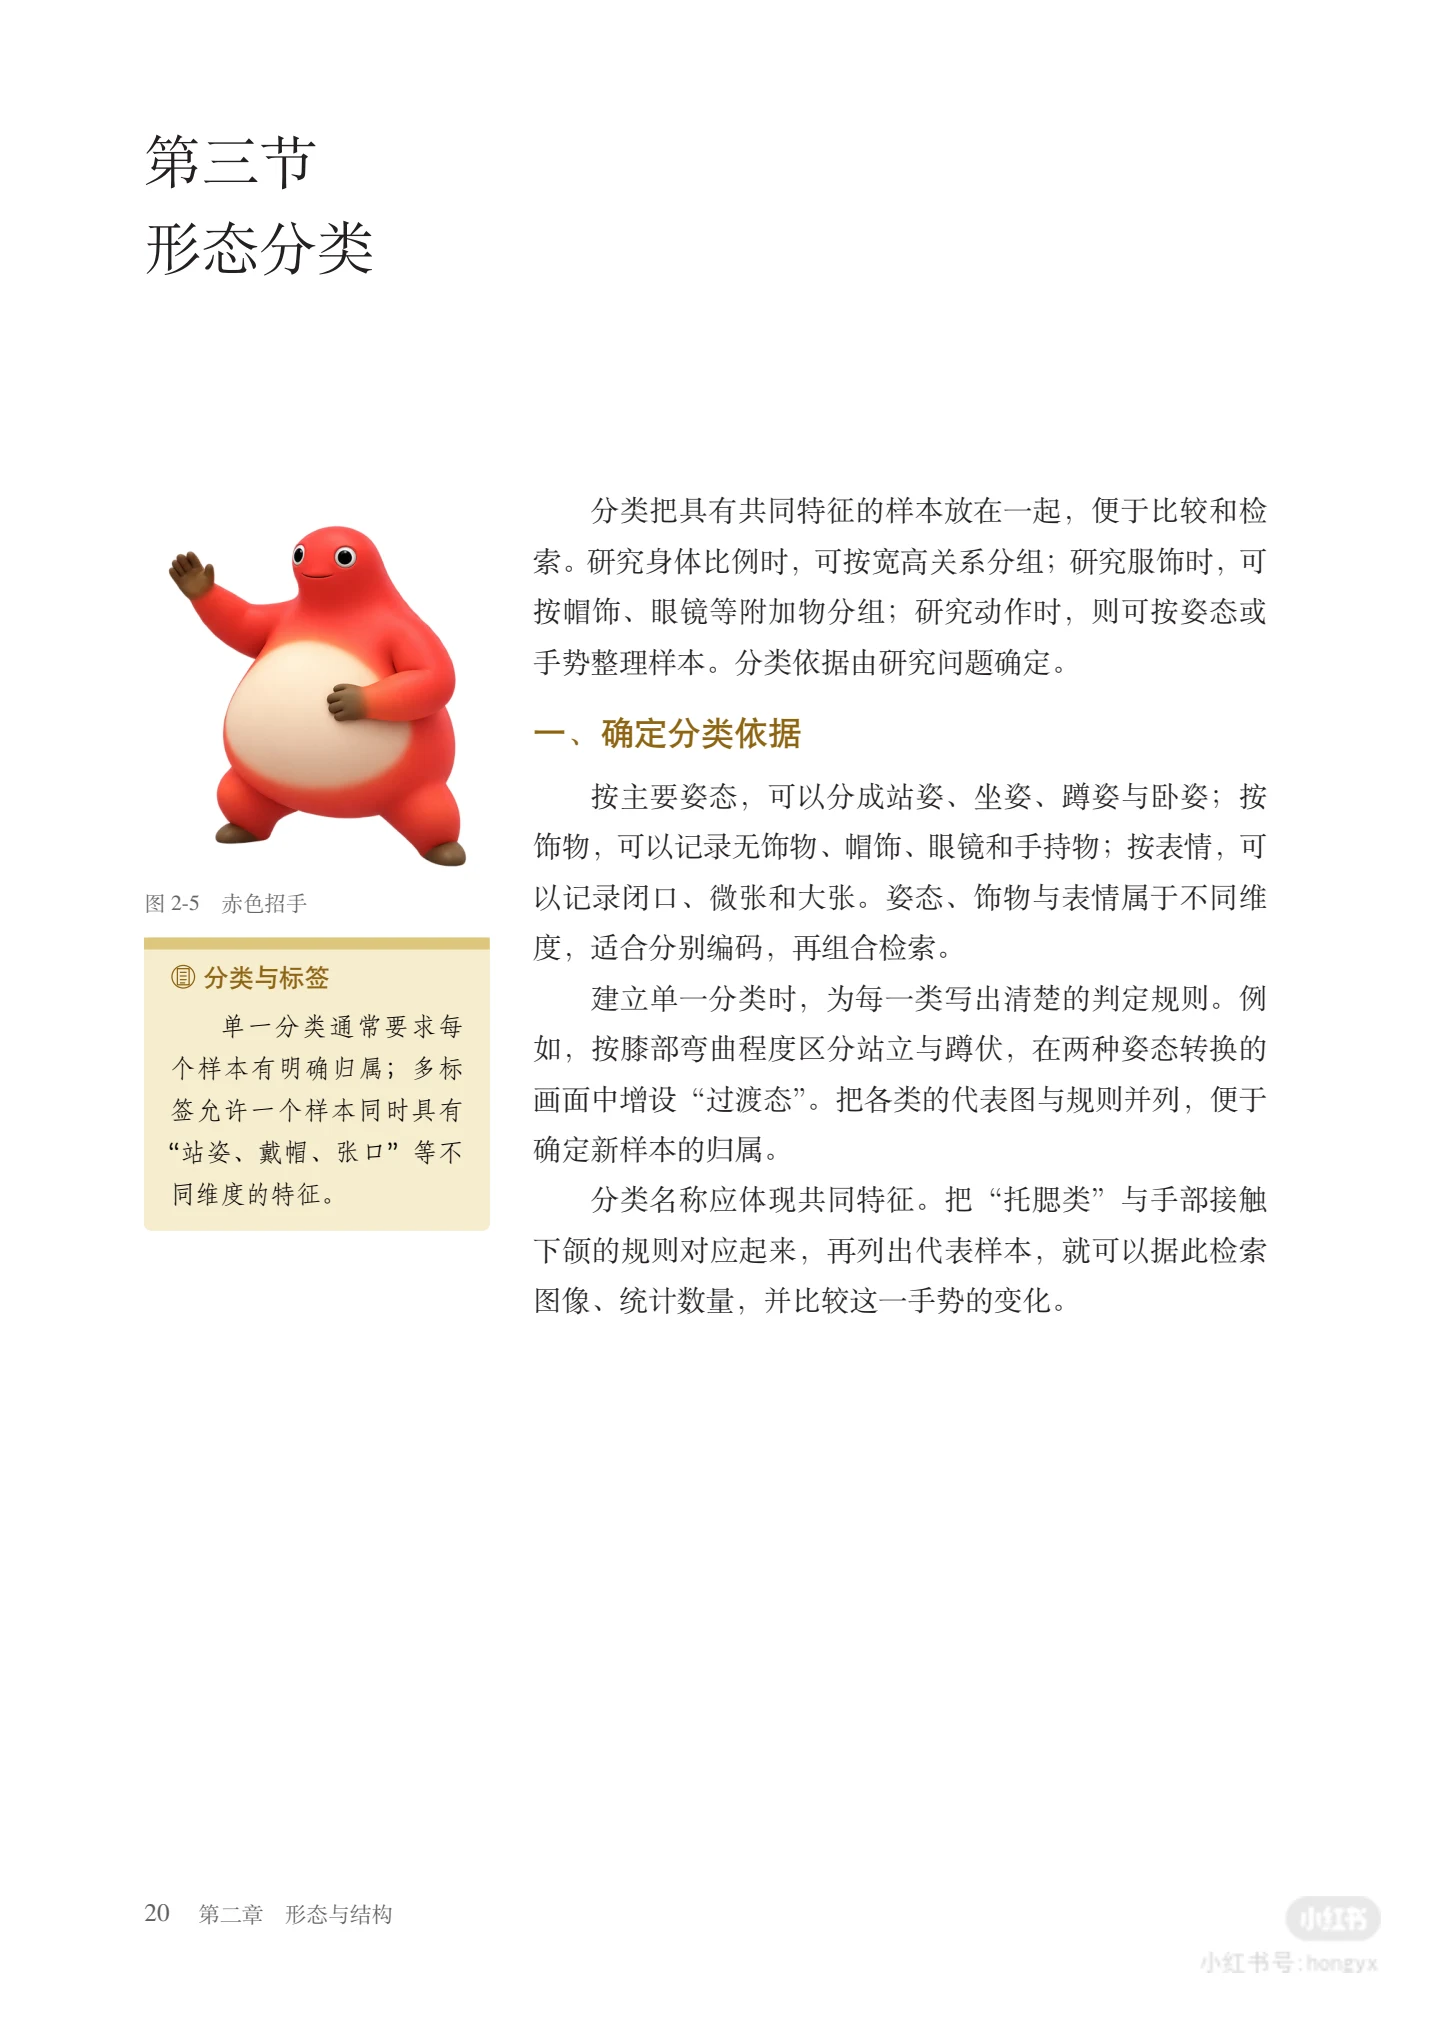 第三节
形态分类
分类把具有共同特征的样本放在一起，便于比较和检
索。研究身体比例时，可按宽高关系分组；研究服饰时，可
按帽饰、眼镜等附加物分组；研究动作时，则可按姿态或
手势整理样本。分类依据由研究问题确定。
一、确定分类依据
按主要姿态，可以分成站姿、坐姿、蹲姿与卧姿；按
饰物，可以记录无饰物、帽饰、眼镜和手持物；按表情，可
以记录闭口、微张和大张。姿态、饰物与表情属于不同维
度，适合分别编码，再组合检索。
建立单一分类时，为每一类写出清楚的判定规则。例
如，按膝部弯曲程度区分站立与蹲伏，在两种姿态转换的
画面中增设“过渡态”。把各类的代表图与规则并列，便于
确定新样本的归属。
分类名称应体现共同特征。把“托腮类”与手部接触
下颌的规则对应起来，再列出代表样本，就可以据此检索
图像、统计数量，并比较这一手势的变化。
图 2-5 赤色招手
分类与标签
单一分类通常要求每
个样本有明确归属；多标
签允许一个样本同时具有
“站姿、戴帽、张口”等不
同维度的特征。
20 第二章 形态与结构
小红书
小红书号:hongyx